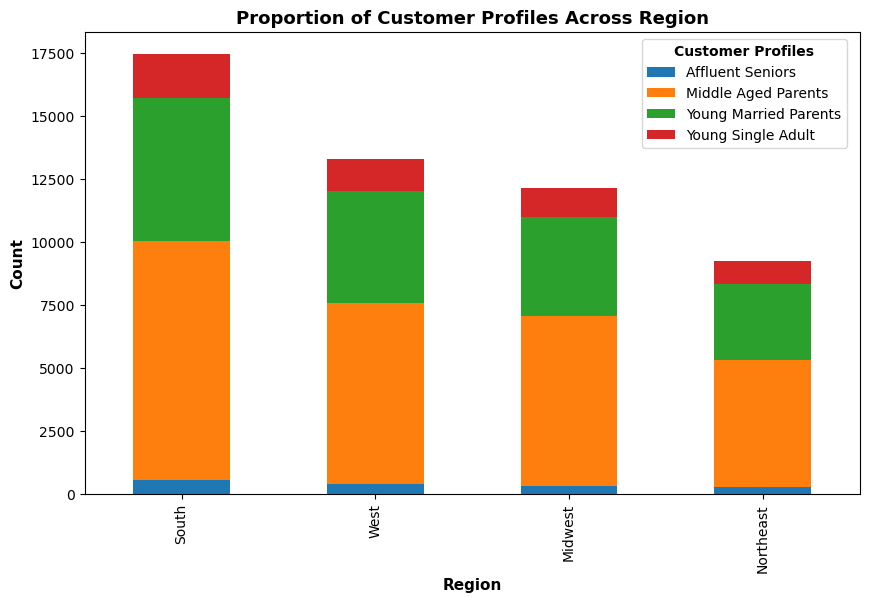 Proportion of Customer Profiles Across Region
Customer Profiles
Affluent Seniors
Middle Aged Parents
Young Married Parents
Young Single Adult
Count
17500
15000
12500
10000
7500
5000
2500
0
South
West
Midwest
Northeast
Region